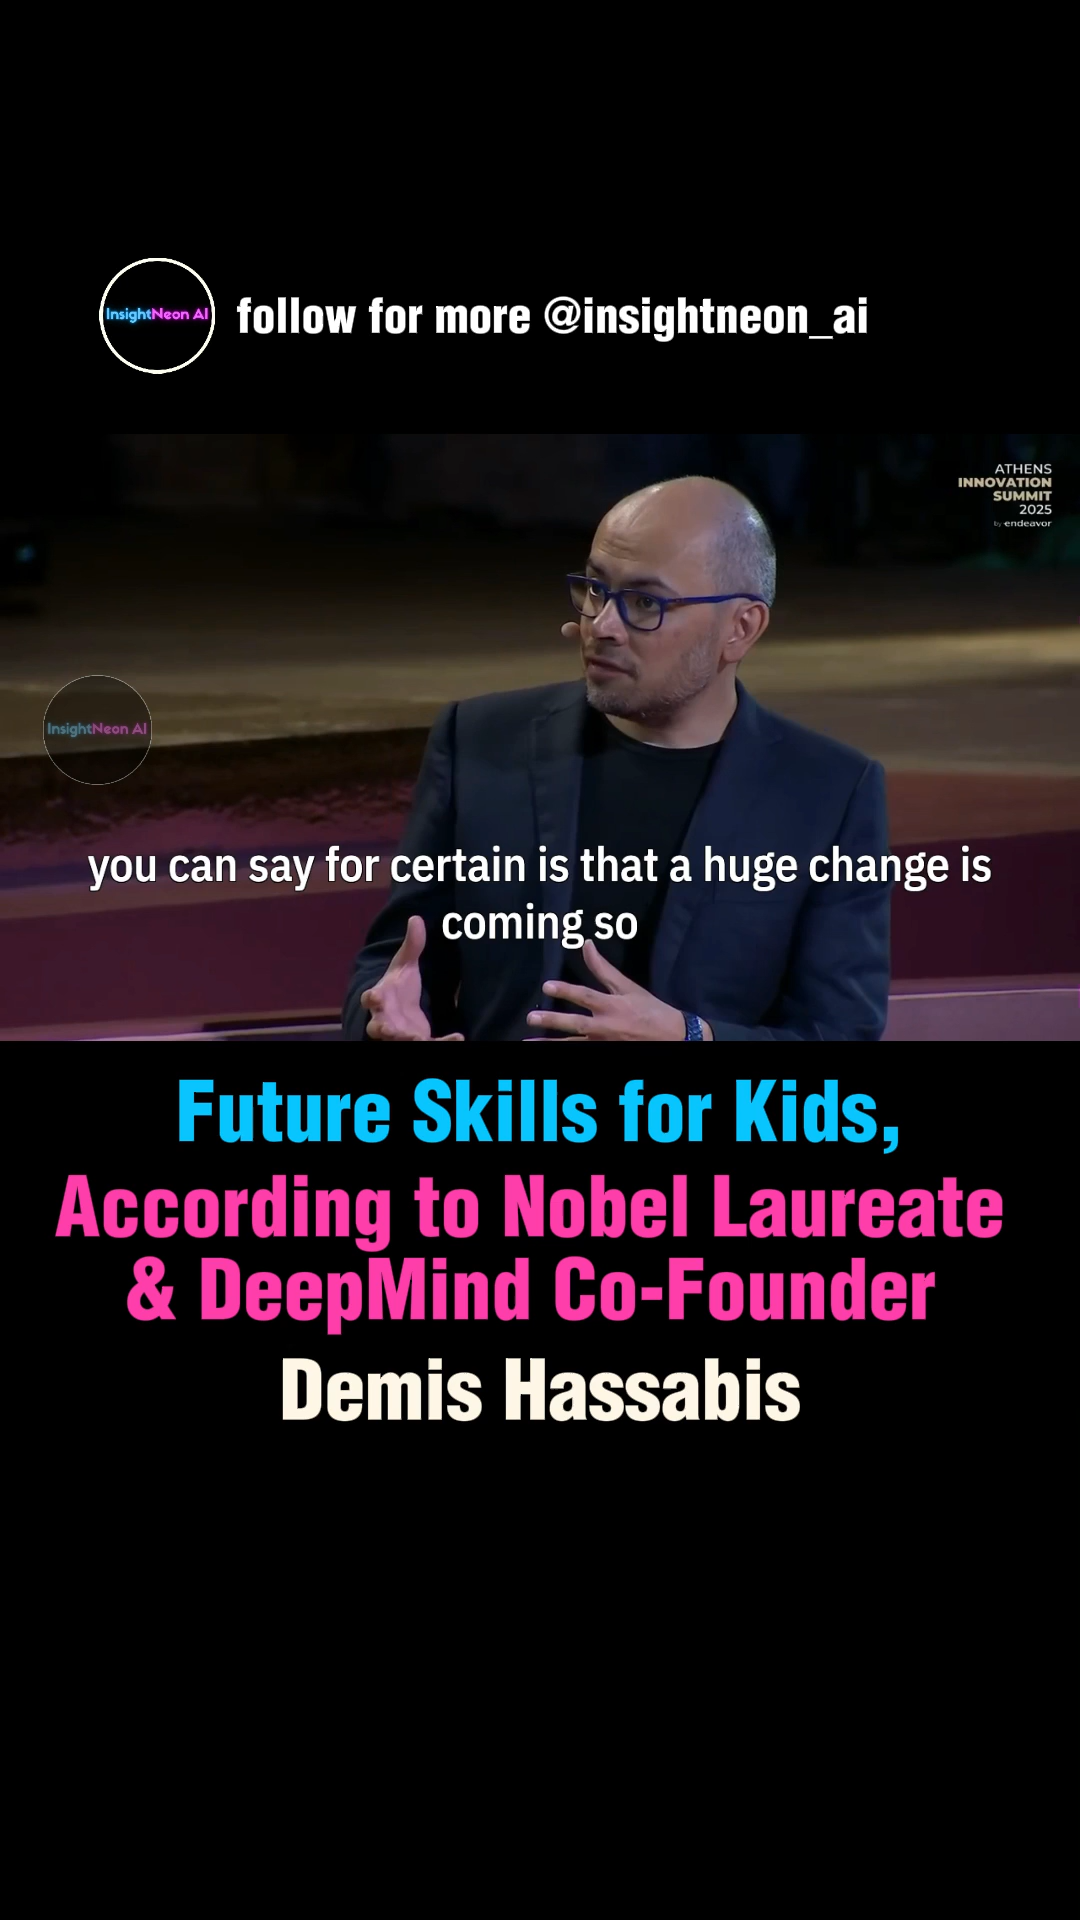 InsightNeon AI
follow for more @insightneon_ai
ATHENS
INNOVATION
SUMMIT
2025
by endeavor
InsightNeon AI
you can say for certain is that a huge change is
coming so
Future Skills for Kids,
According to Nobel Laureate
& DeepMind Co-Founder
Demis Hassabis